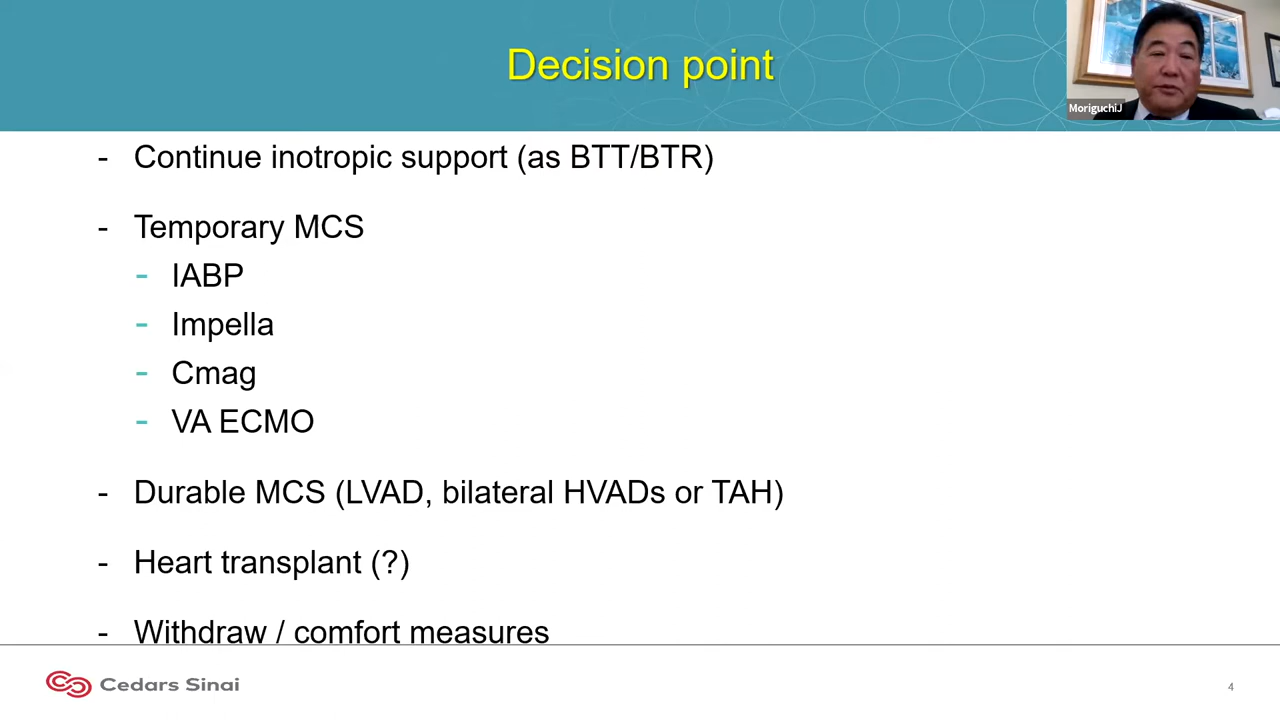 Decision point
MoriguchiJ
- Continue inotropic support (as BTT/BTR)
- Temporary MCS
- IABP
- Impella
- Cmag
- VA ECMO
- Durable MCS (LVAD, bilateral HVADs or TAH)
- Heart transplant (?)
- Withdraw / comfort measures
Cedars Sinai
4